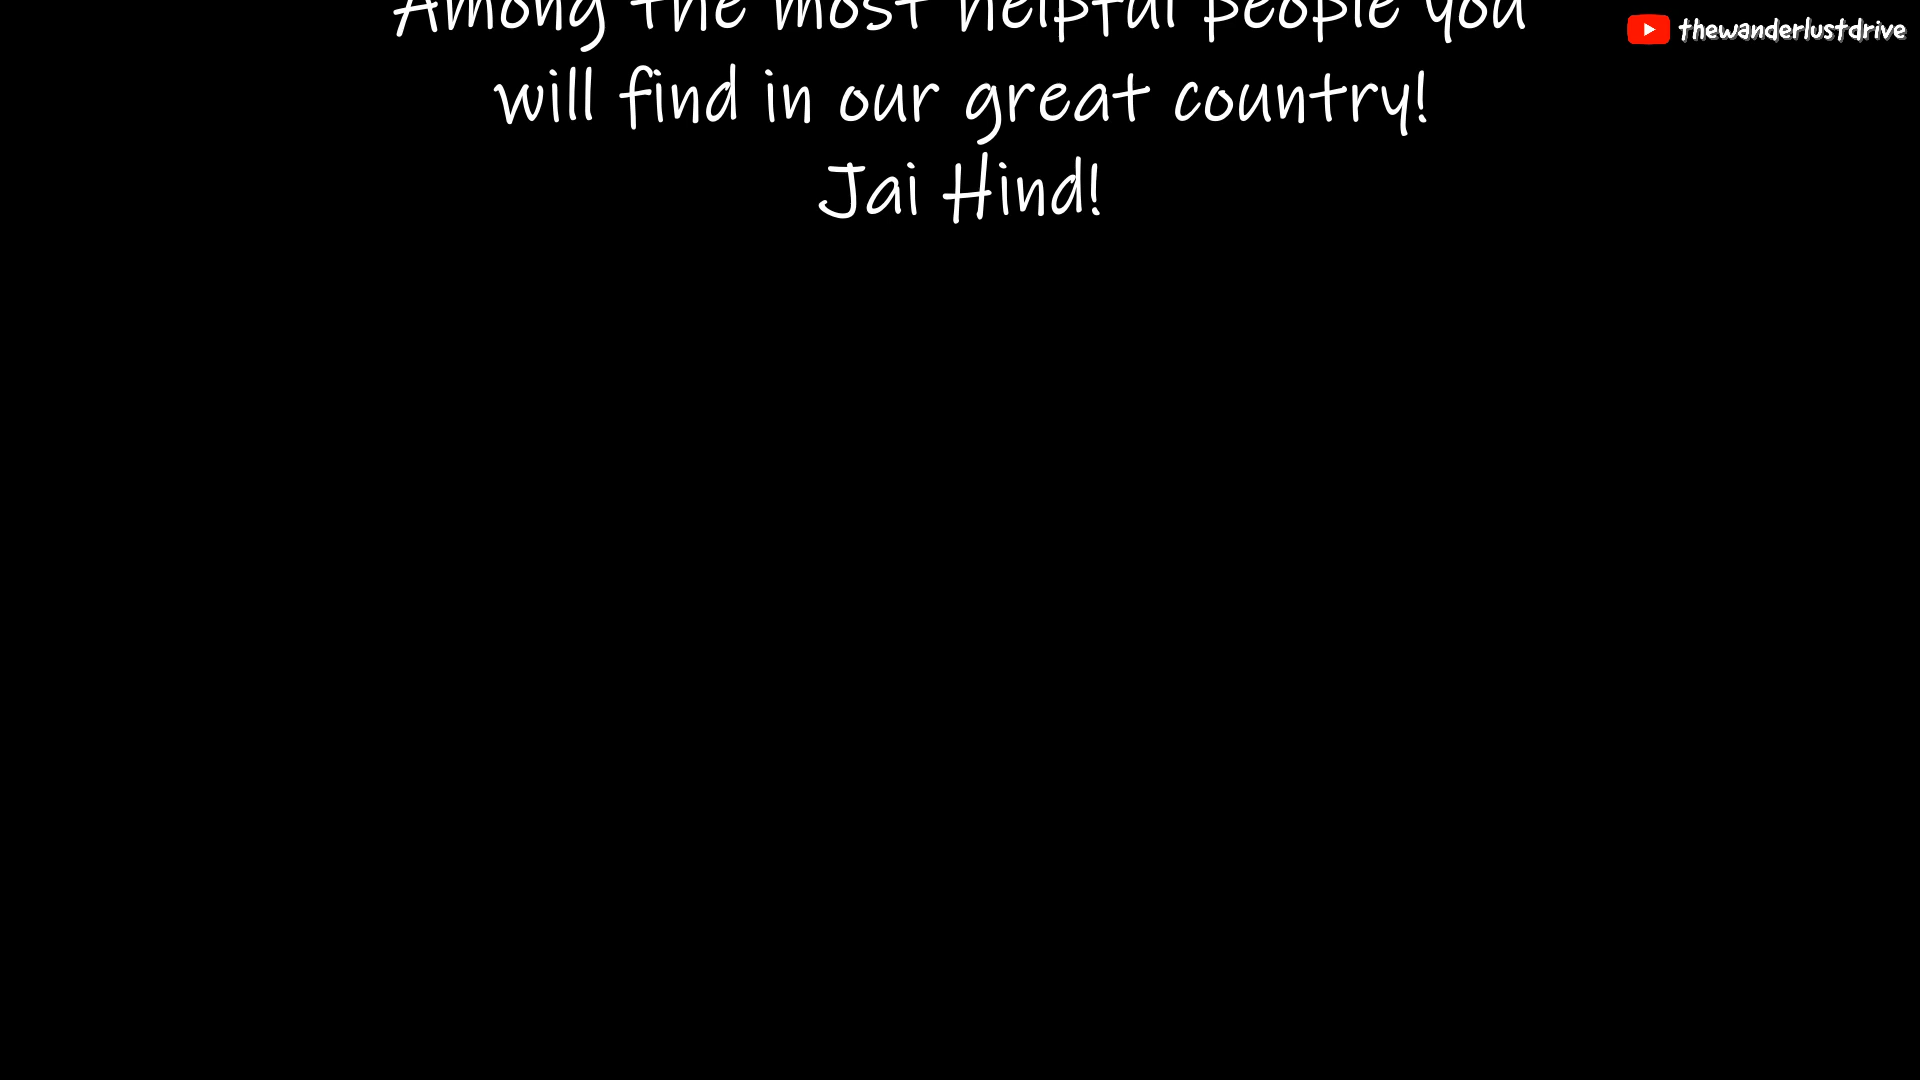 Among the most helpful people you
will find in our great country!
Jai Hind!
thewanderlustdrive